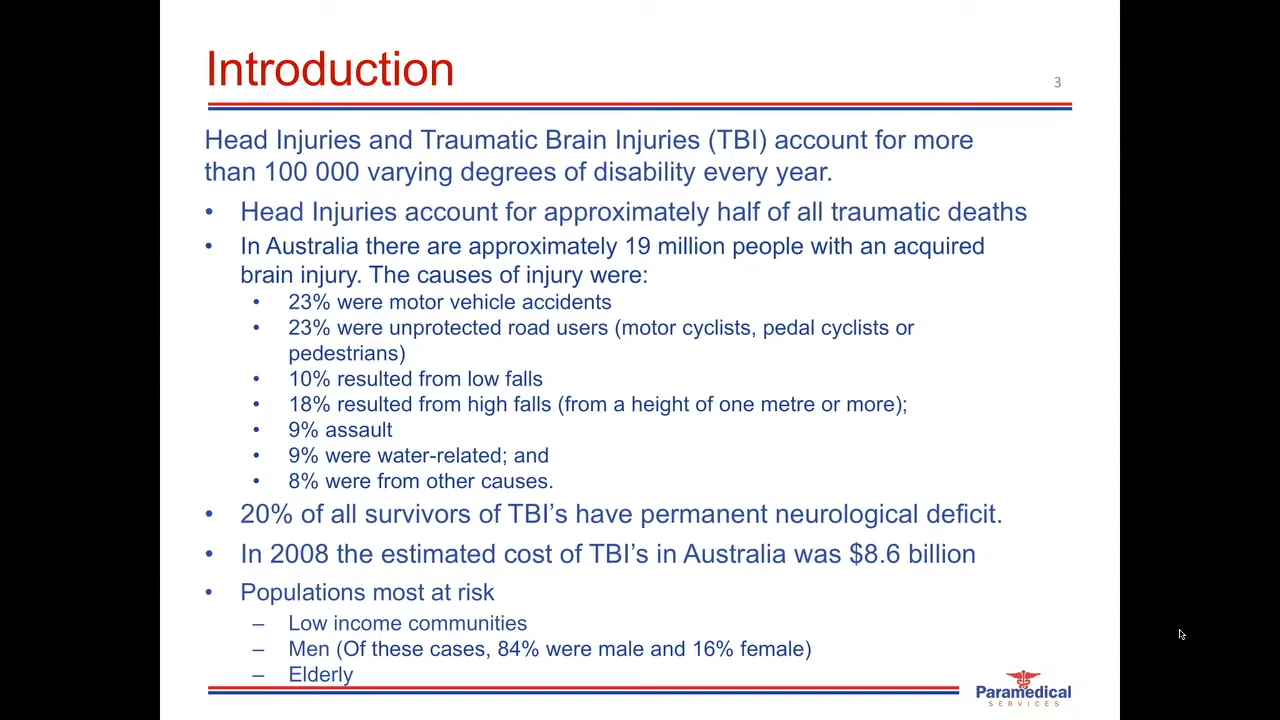 Introduction
3
Head Injuries and Traumatic Brain Injuries (TBI) account for more
than 100 000 varying degrees of disability every year.
• Head Injuries account for approximately half of all traumatic deaths
• In Australia there are approximately 19 million people with an acquired
brain injury. The causes of injury were:
• 23% were motor vehicle accidents
• 23% were unprotected road users (motor cyclists, pedal cyclists or
pedestrians)
• 10% resulted from low falls
• 18% resulted from high falls (from a height of one metre or more);
• 9% assault
• 9% were water-related; and
• 8% were from other causes.
• 20% of all survivors of TBI’s have permanent neurological deficit.
• In 2008 the estimated cost of TBI’s in Australia was $8.6 billion
• Populations most at risk
– Low income communities
– Men (Of these cases, 84% were male and 16% female)
– Elderly
Paramedical
SERVICES